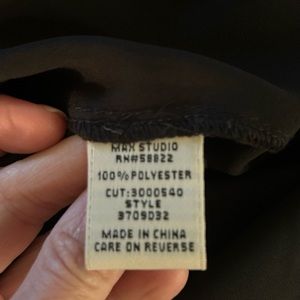 MAX STUDIO
RN#58822
100% POLYESTER
CUT:3000540
STYLE
3709D32
MADE IN CHINA
CARE ON REVERSE